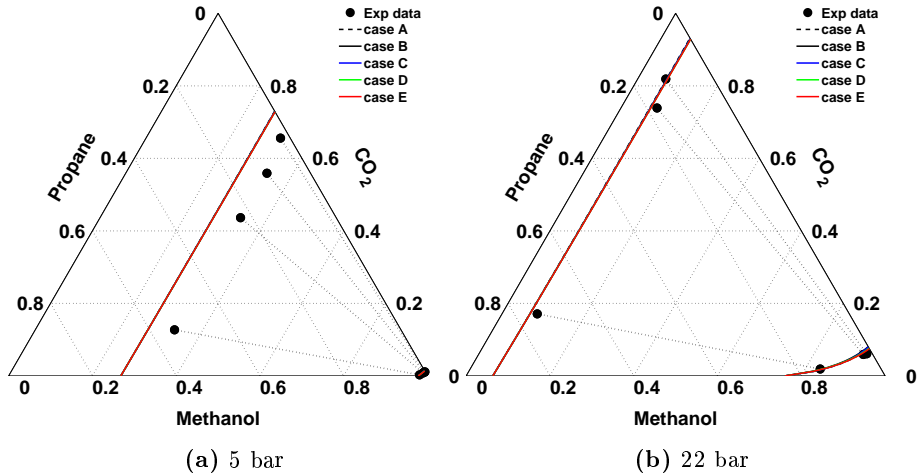 0
Exp data
case A
case B
case C
case D
case E
0.2
0.8
Propane
CO2
0.4
0.6
0.6
0.4
0.8
0.2
0
0.2
0.4
0.6
0.8
Methanol
(a) 5 bar
0
Exp data
case A
case B
case C
case D
case E
0.2
0.8
Propane
CO2
0.4
0.6
0.6
0.4
0.8
0.2
0
0
0.2
0.4
0.6
0.8
0
Methanol
(b) 22 bar